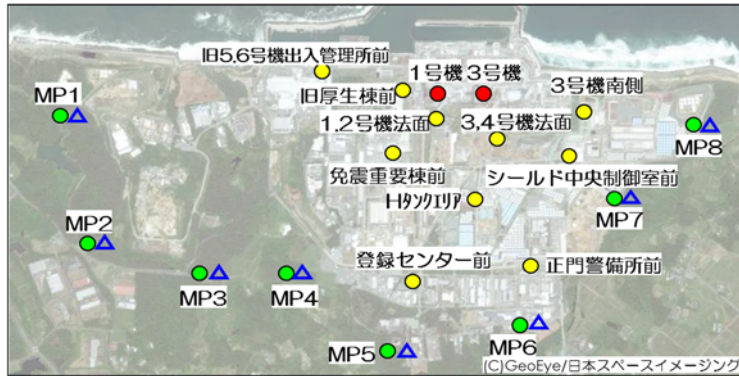 旧5.6号機出入管理所前
1号機 3号機
MP1
旧厚生棟前
3号機南側
1.2号機法面
3,4号機法面
MP8
免震重要棟前
シールド中央制御室前
Hタンクエリア
MP2
MP7
登録センター前
正門警備所前
MP3
MP4
MP5
MP6
(C)GeoEye/日本スペースイメージング